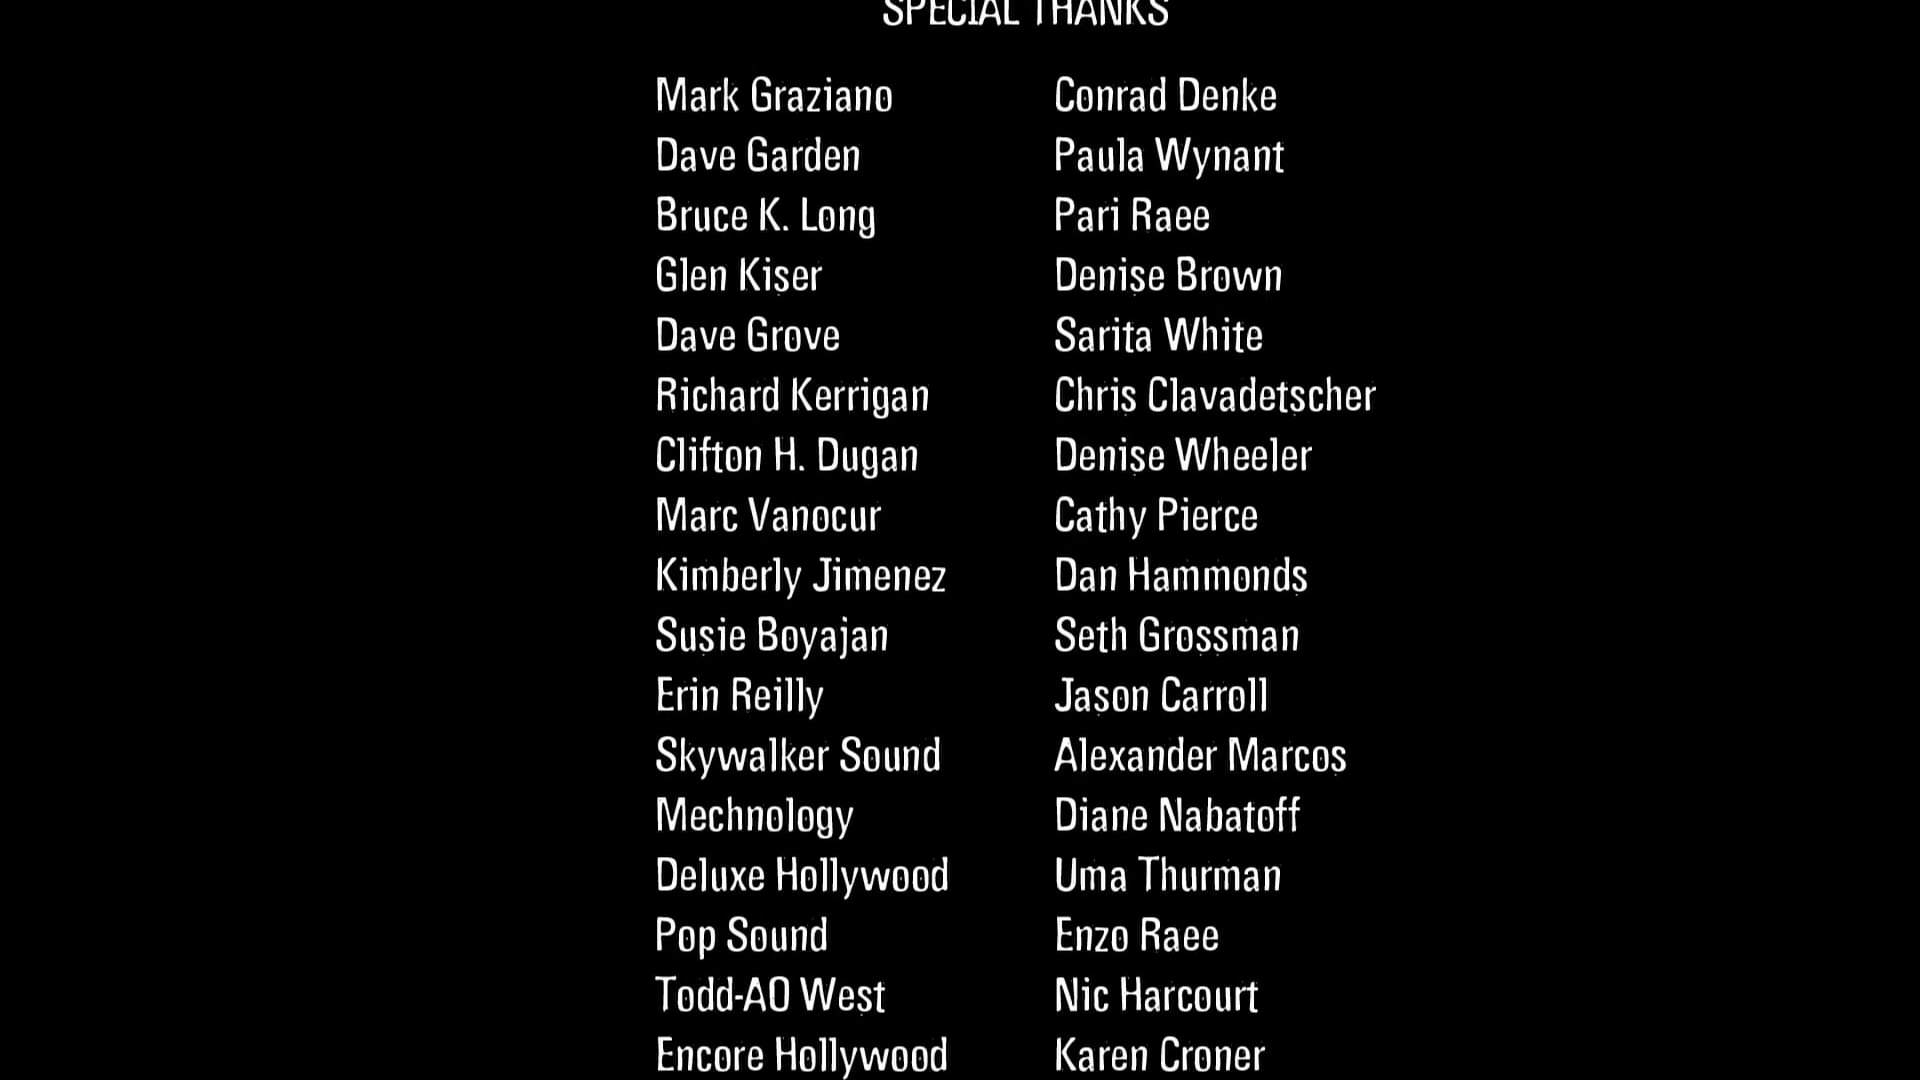 SPECIAL THANKS
Mark Graziano Conrad Denke
Dave Garden Paula Wynant
Bruce K. Long Pari Raee
Glen Kiser Denise Brown
Dave Grove Sarita White
Richard Kerrigan Chris Clavadetscher
Clifton H. Dugan Denise Wheeler
Marc Vanocur Cathy Pierce
Kimberly Jimenez Dan Hammonds
Susie Boyajan Seth Grossman
Erin Reilly Jason Carroll
Skywalker Sound Alexander Marcos
Mechnology Diane Nabatoff
Deluxe Hollywood Uma Thurman
Pop Sound Enzo Raee
Todd-AO West Nic Harcourt
Encore Hollywood Karen Croner